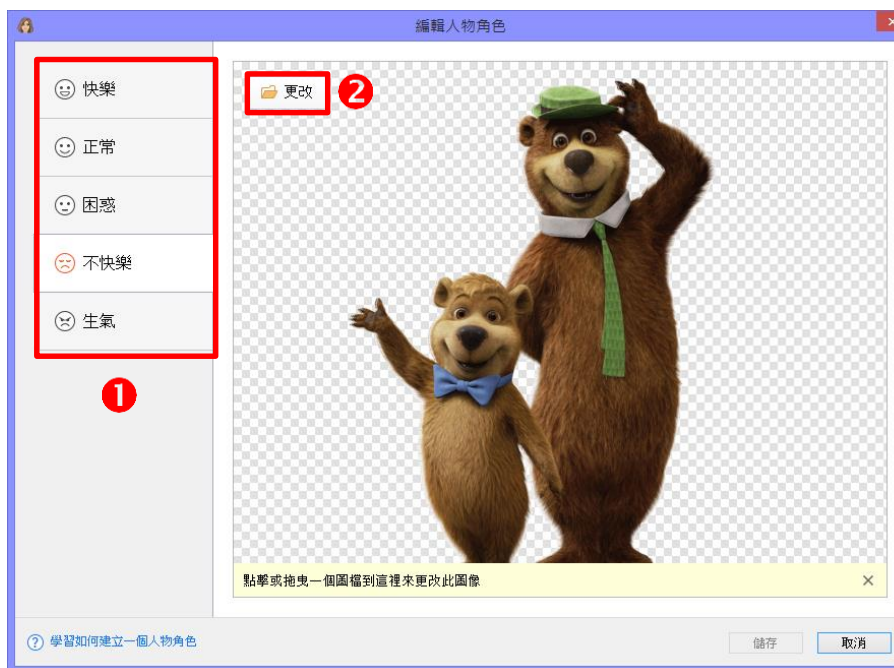 編輯人物角色
快樂
正常
困惑
不快樂
生氣
1
更改
2
點擊或拖曳一個圖檔到這裡來更改此圖像
? 學習如何建立一個人物角色
儲存
取消